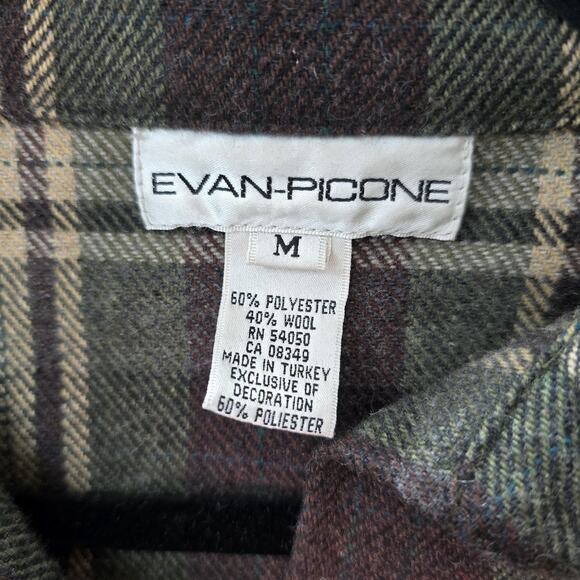 EVAN-PICONE
M
60% POLYESTER
40% WOOL
RN 54050
CA 08349
MADE IN TURKEY
EXCLUSIVE OF
DECORATION
60% POLIESTER